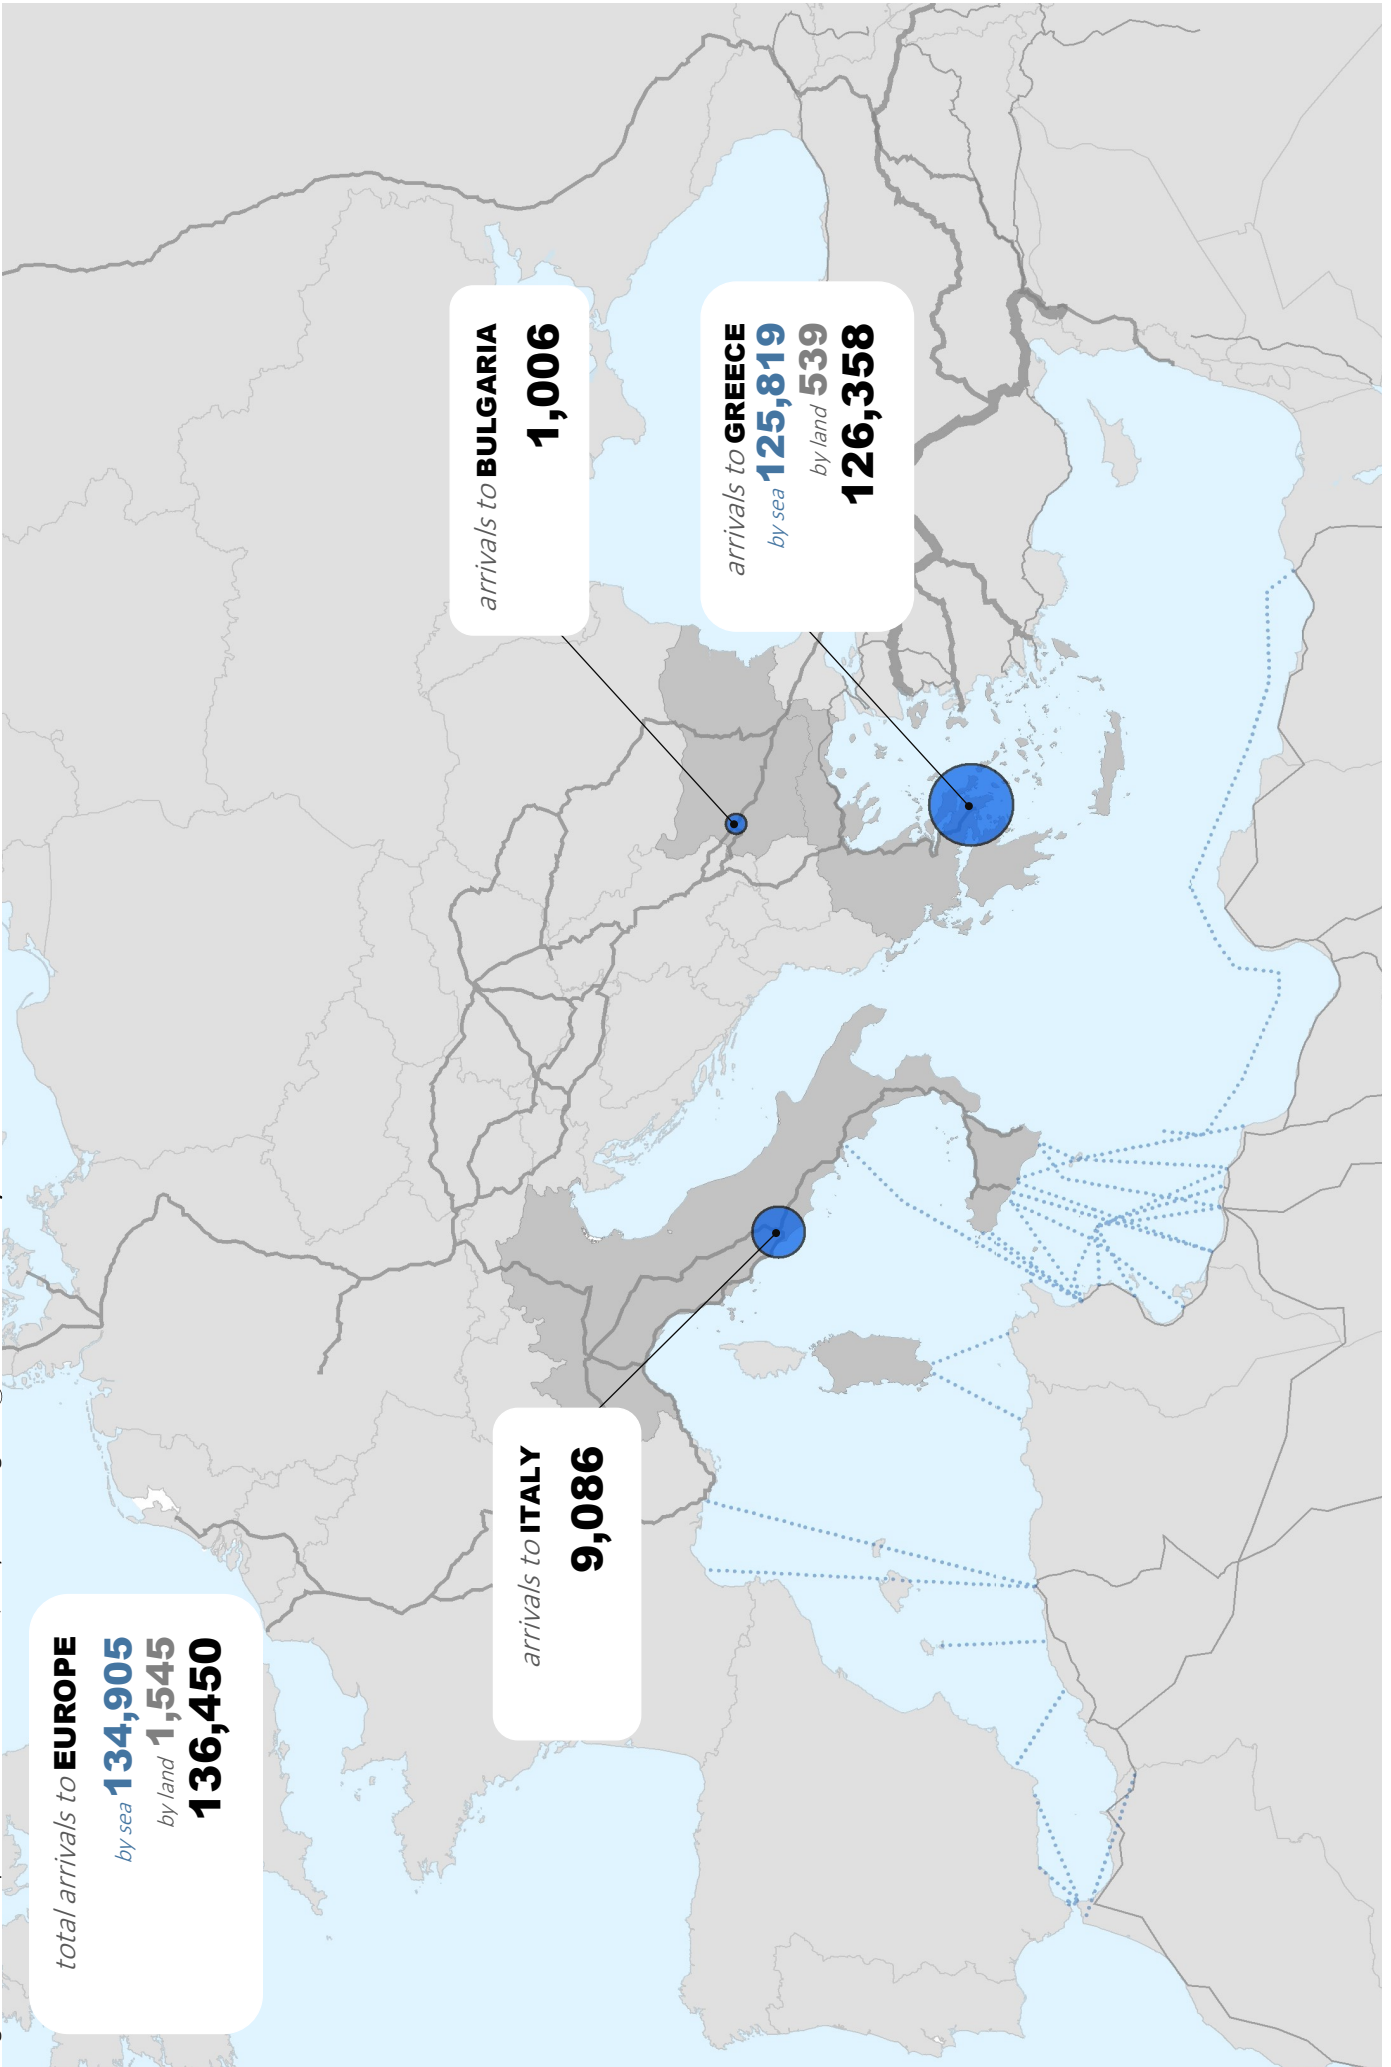 total arrivals to EUROPE
by sea 134,905
by land 1,545
136,450
arrivals to ITALY
9,086
arrivals to BULGARIA
1,006
arrivals to GREECE
by sea 125,819
by land 539
126,358